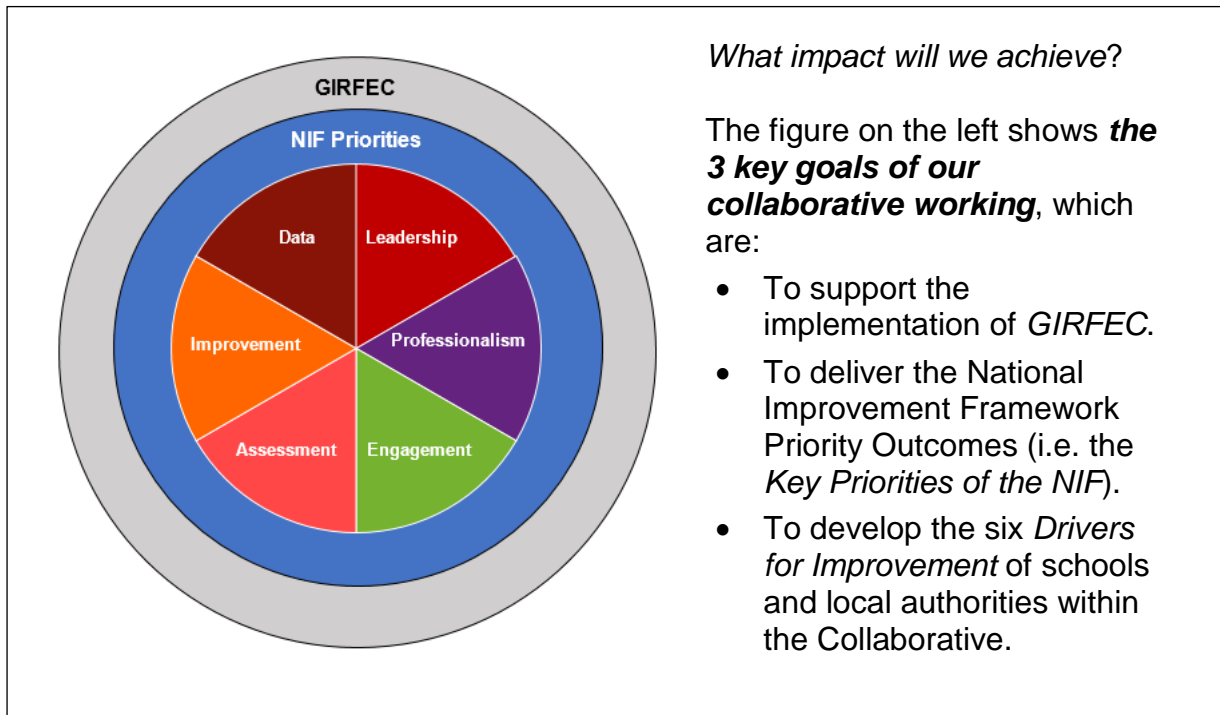 GIRFEC
NIF Priorities
Data
Leadership
Improvement
Professionalism
Assessment
Engagement
What impact will we achieve?
The figure on the left shows the
3 key goals of our
collaborative working, which
are:
• To support the
implementation of GIRFEC.
• To deliver the National
Improvement Framework
Priority Outcomes (i.e. the
Key Priorities of the NIF).
• To develop the six Drivers
for Improvement of schools
and local authorities within
the Collaborative.